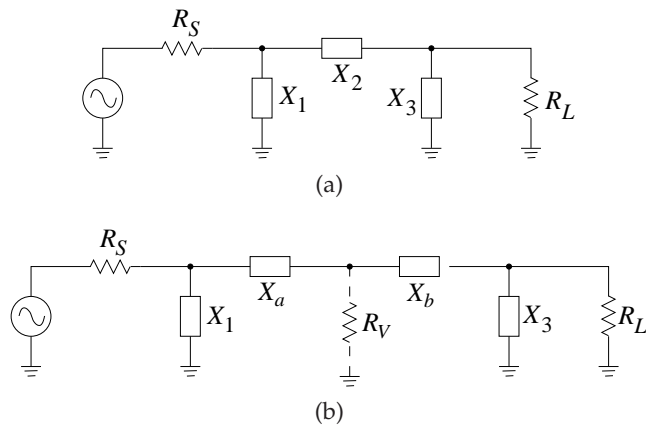 R_S
X_1
X_2
X_3
R_L
(a)
R_S
X_1
X_a
R_V
X_b
X_3
R_L
(b)